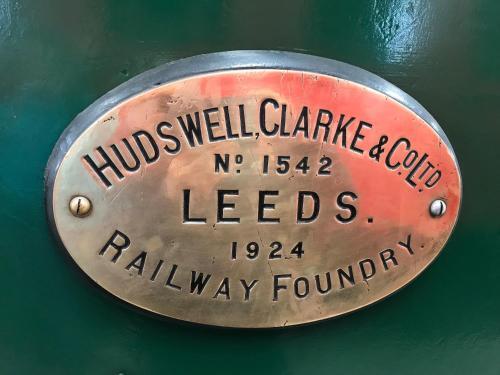 HUDSWELL, CLARKE & Co. LTD
No 1542
LEEDS.
1924
RAILWAY FOUNDRY.